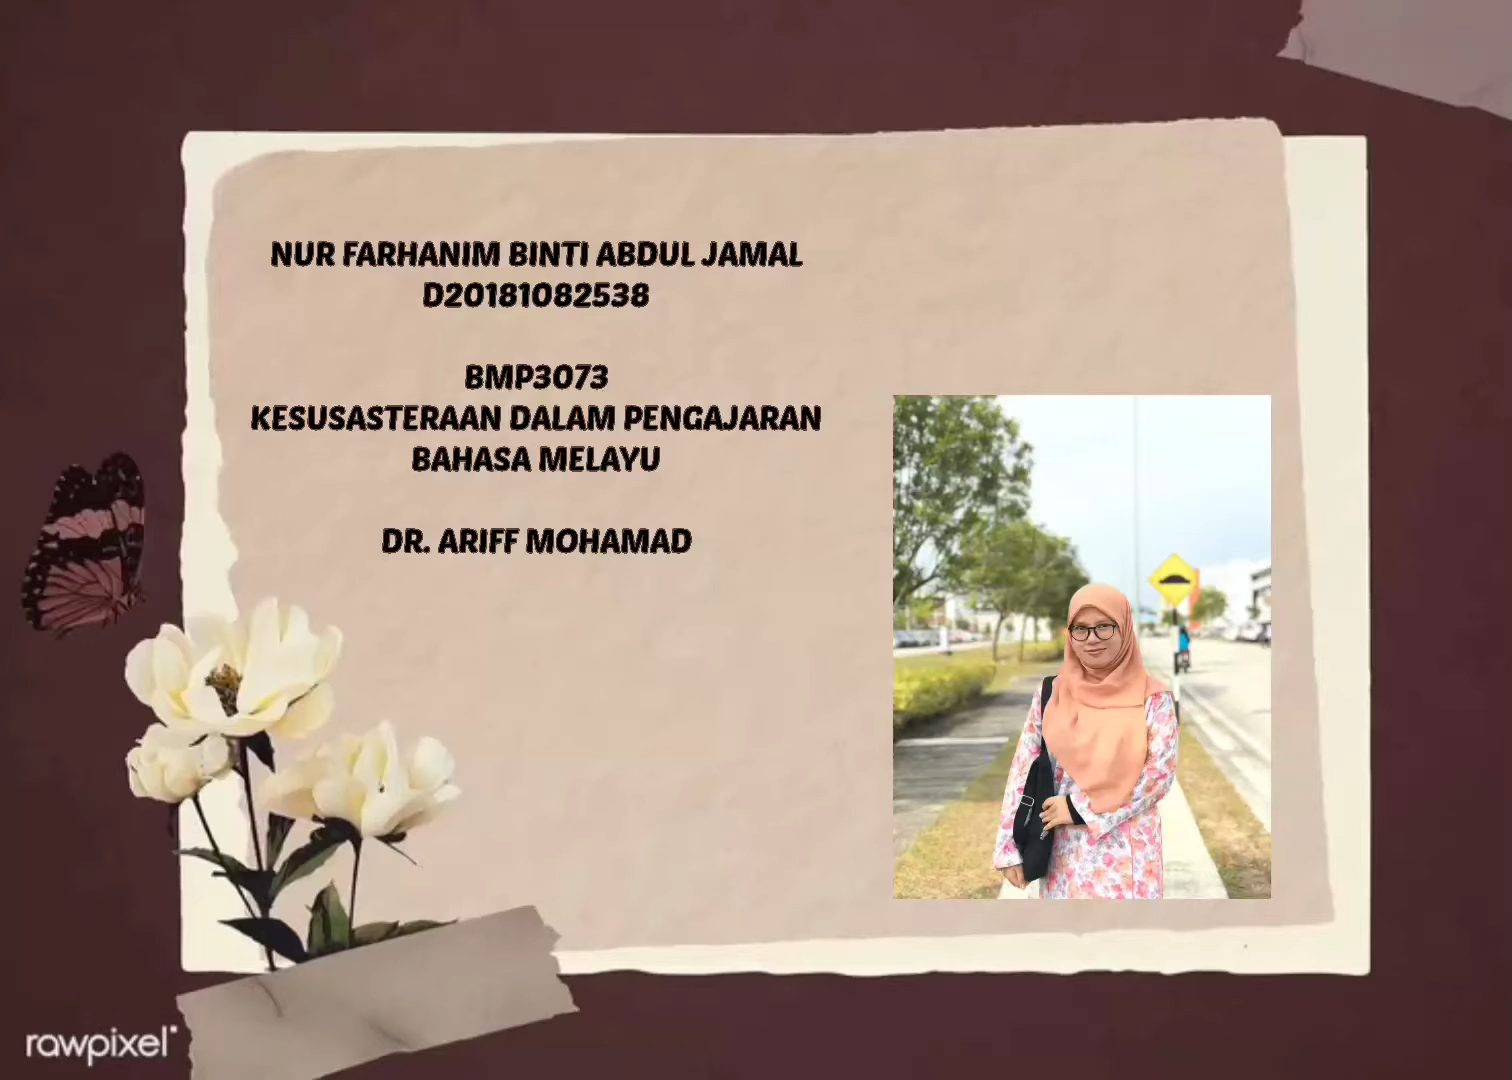 NUR FARHANIM BINTI ABDUL JAMAL
D20181082538
BMP3073
KESUSASTERAAN DALAM PENGAJARAN
BAHASA MELAYU
DR. ARIFF MOHAMAD
rawpixel